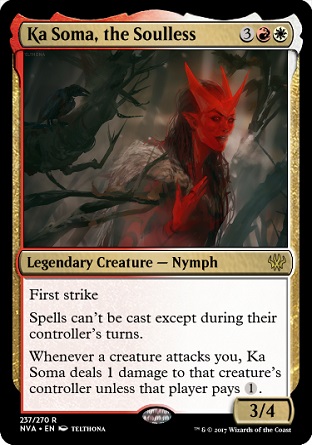 Ka Soma, the Soulless 3
Legendary Creature — Nymph
First strike
Spells can't be cast except during their
controller's turns.
Whenever a creature attacks you, Ka
Soma deals 1 damage to that creature's
controller unless that player pays 1.
3/4
237/270 R
NVA • EN TELTHONA
™ & © 2017 Wizards of the Coast